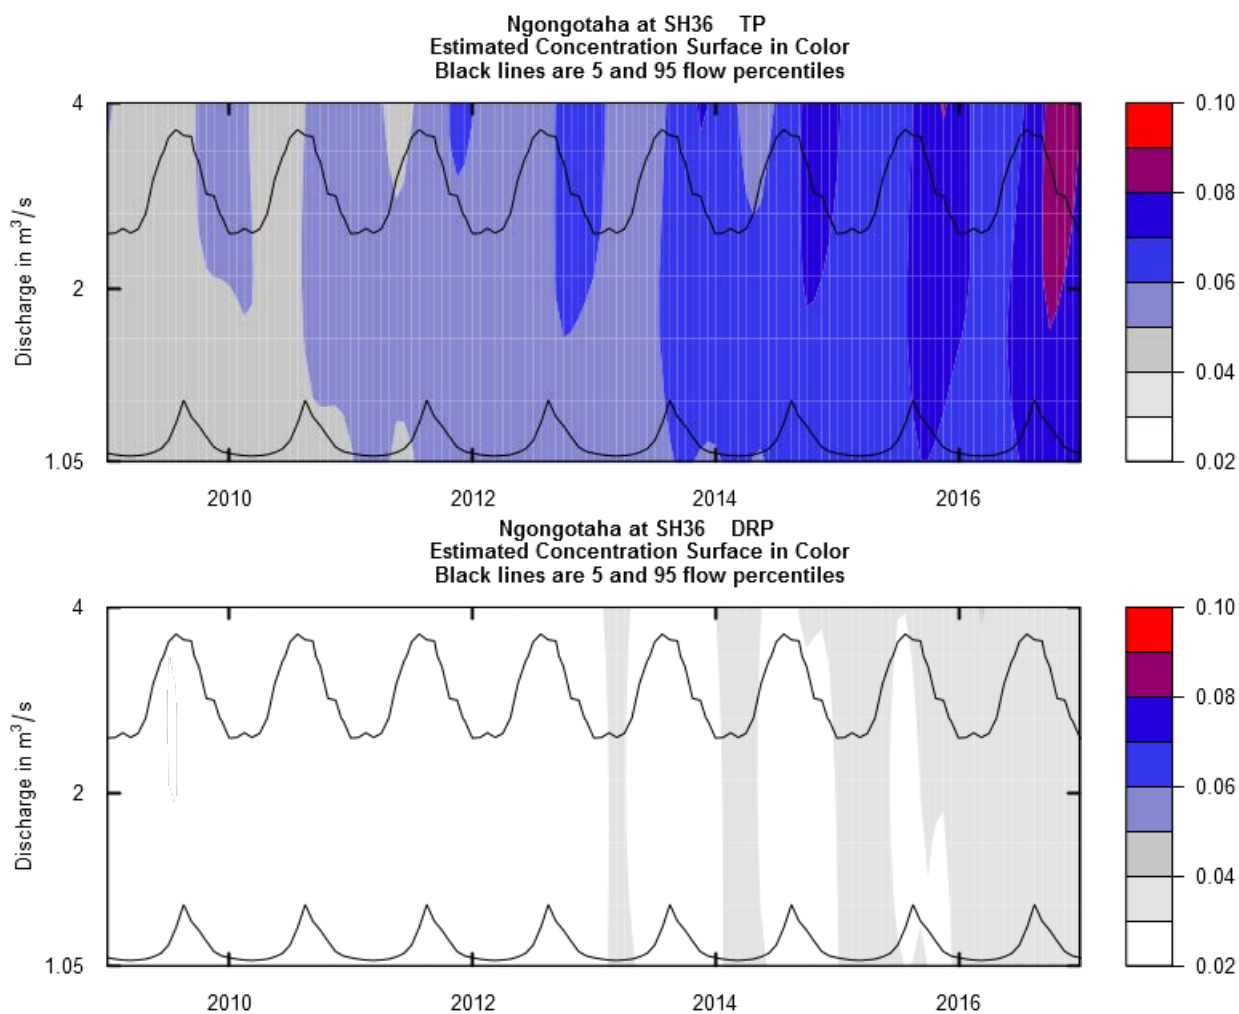 Ngongotaha at SH36 TP
Estimated Concentration Surface in Color
Black lines are 5 and 95 flow percentiles
Discharge in m³/s
4
2
1.05
2010 2012 2014 2016
0.10
0.08
0.06
0.04
0.02
Ngongotaha at SH36 DRP
Estimated Concentration Surface in Color
Black lines are 5 and 95 flow percentiles
Discharge in m³/s
4
2
1.05
2010 2012 2014 2016
0.10
0.08
0.06
0.04
0.02